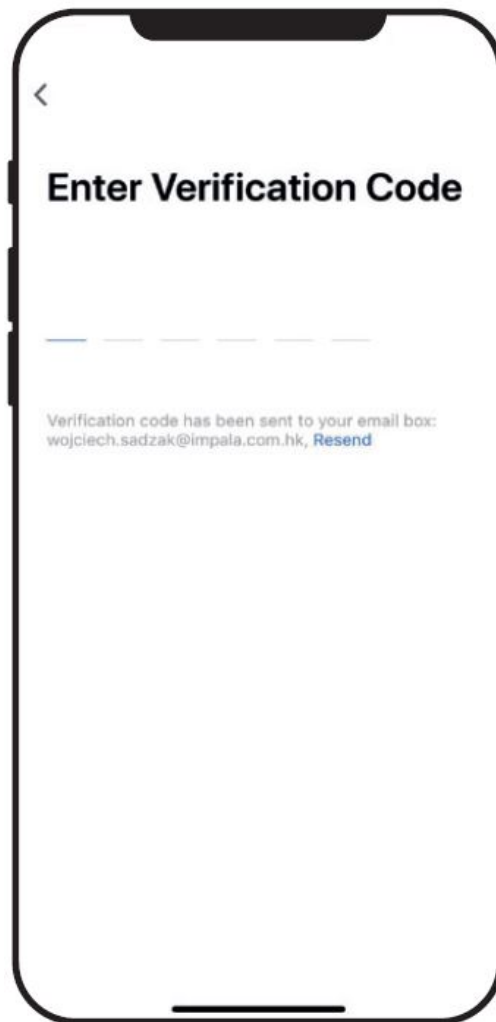 Enter Verification Code
Verification code has been sent to your email box:
wojciech.sadzak@impala.com.hk, Resend